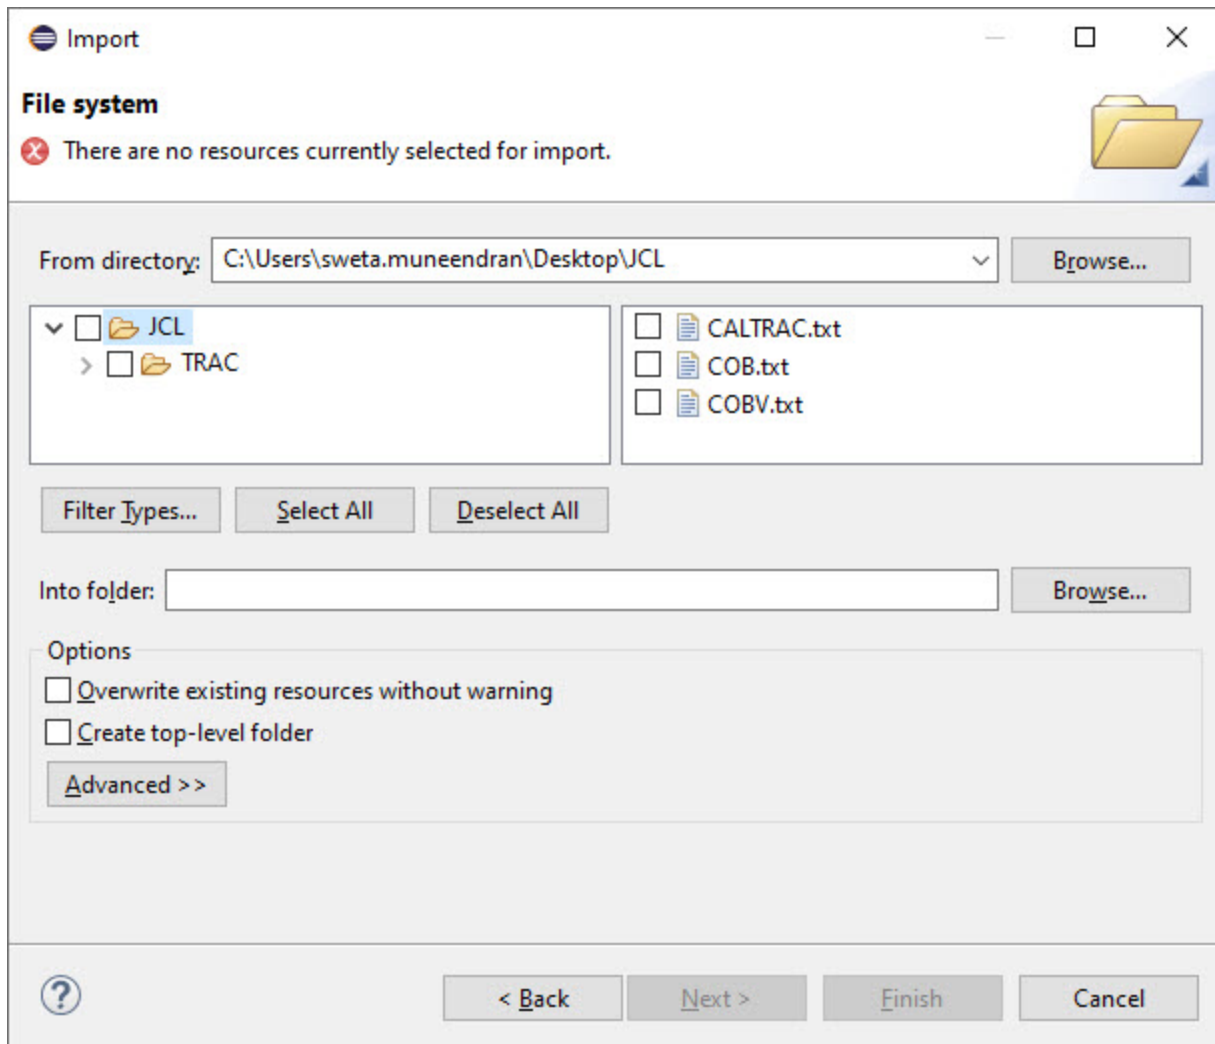 Import
File system
There are no resources currently selected for import.
From directory: C:\Users\sweta.muneendran\Desktop\JCL Browse...
JCL
TRAC
CALTRAC.txt
COB.txt
COBV.txt
Filter Types... Select All Deselect All
Into folder: Browse...
Options
Overwrite existing resources without warning
Create top-level folder
Advanced >>
? < Back Next > Finish Cancel